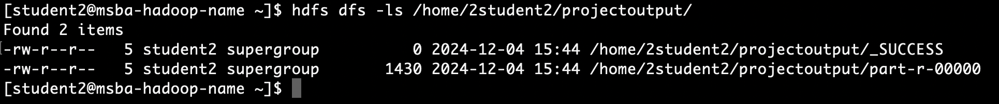 [student2@msba-hadoop-name ~]$ hdfs dfs -ls /home/2student2/projectoutput/
Found 2 items
-rw-r--r--   5 student2 supergroup          0 2024-12-04 15:44 /home/2student2/projectoutput/_SUCCESS
-rw-r--r--   5 student2 supergroup       1430 2024-12-04 15:44 /home/2student2/projectoutput/part-r-00000
[student2@msba-hadoop-name ~]$